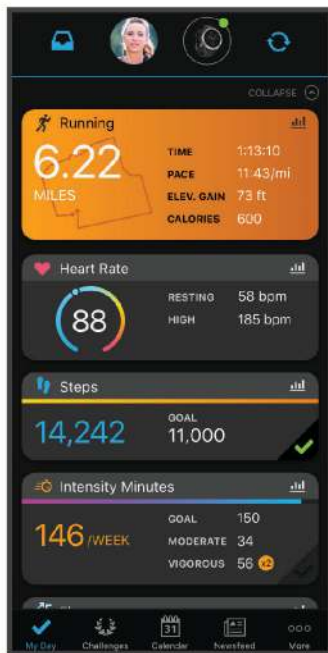 COLLAPSE
Running
6.22
MILES
TIME 1:13:10
PACE 11:43/mi
ELEV. GAIN 73 ft
CALORIES 600
Heart Rate
88
RESTING 58 bpm
HIGH 185 bpm
Steps
14,242
GOAL
11,000
Intensity Minutes
146 /WEEK
GOAL 150
MODERATE 34
VIGOROUS 56 x2
31
My Day Challenges Calendar Newsfeed More